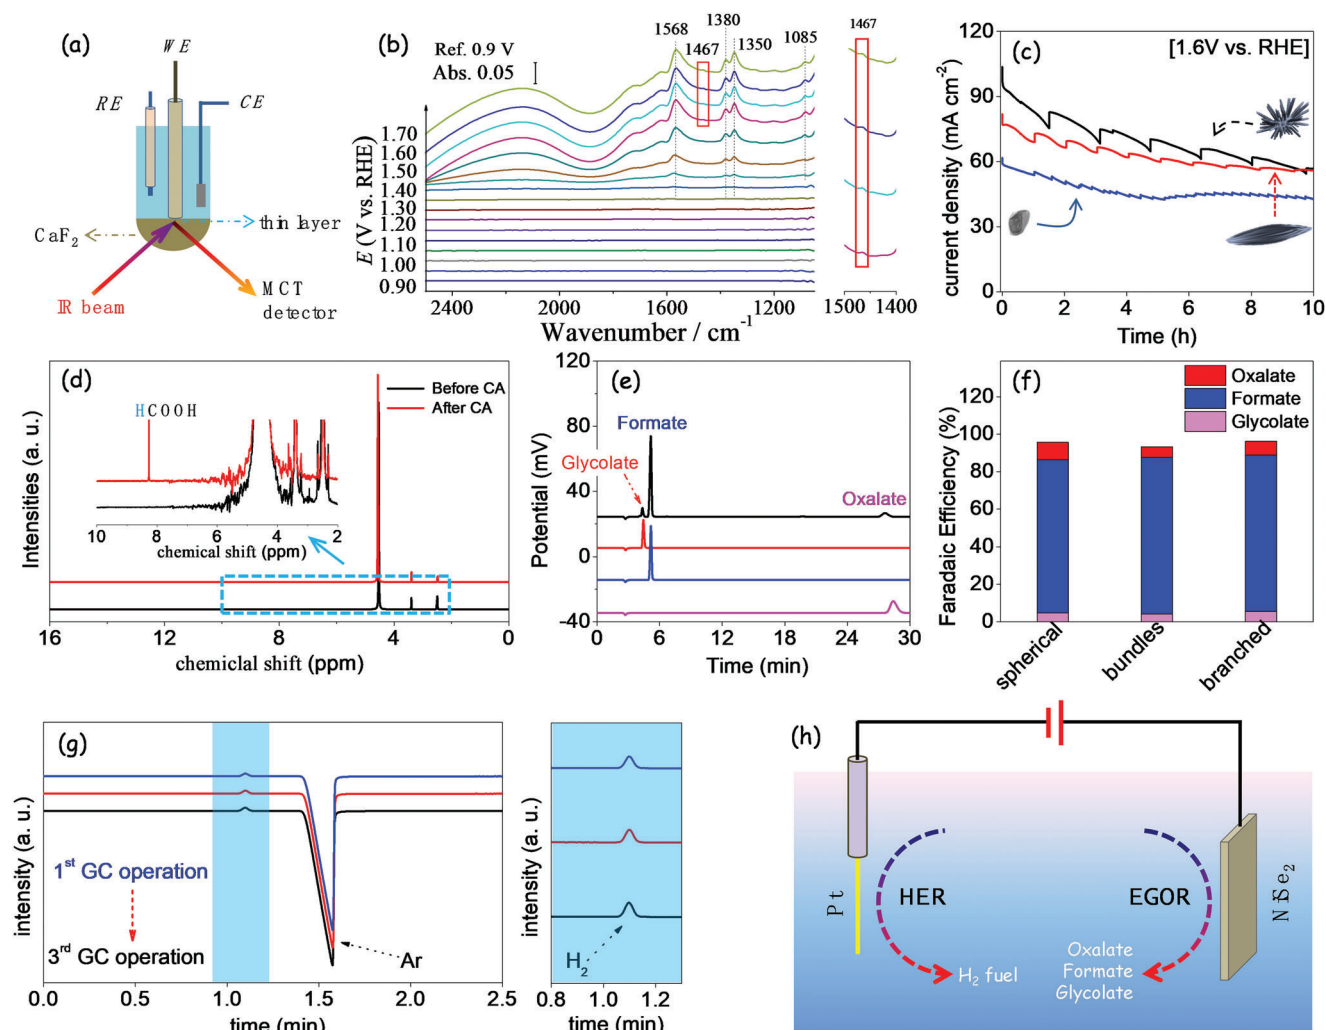 (a)
WE
RE
CE
thin layer
CaF2
IR beam
MCT
detector
(b)
Ref. 0.9 V
Abs. 0.05
1568
1467
1380
1350
1085
1467
E (V vs. RHE)
1.70
1.60
1.50
1.40
1.30
1.20
1.10
1.00
0.90
2400
2000
1600
1200
1500
1400
Wavenumber / cm-1
(c)
[1.6V vs. RHE]
current density (mA cm-2)
120
90
60
30
0
0
2
4
6
8
10
Time (h)
(d)
Before CA
After CA
HCOOH
10
8
6
4
2
chemical shift (ppm)
Intensities (a. u.)
16
12
8
4
0
chemiclal shift (ppm)
(e)
Formate
Glycolate
Oxalate
Potential (mV)
120
80
40
0
-40
0
6
12
18
24
30
Time (min)
(f)
Oxalate
Formate
Glycolate
Faradaic Efficiency (%)
120
100
80
60
40
20
0
spherical
bundles
branched
(g)
intensity (a. u.)
1st GC operation
3rd GC operation
Ar
0.0
0.5
1.0
1.5
2.0
2.5
time (min)
intensity (a. u.)
H2
0.8
1.0
1.2
time (min)
(h)
Pt
HER
EGOR
NiSe2
H2 fuel
Oxalate
Formate
Glycolate